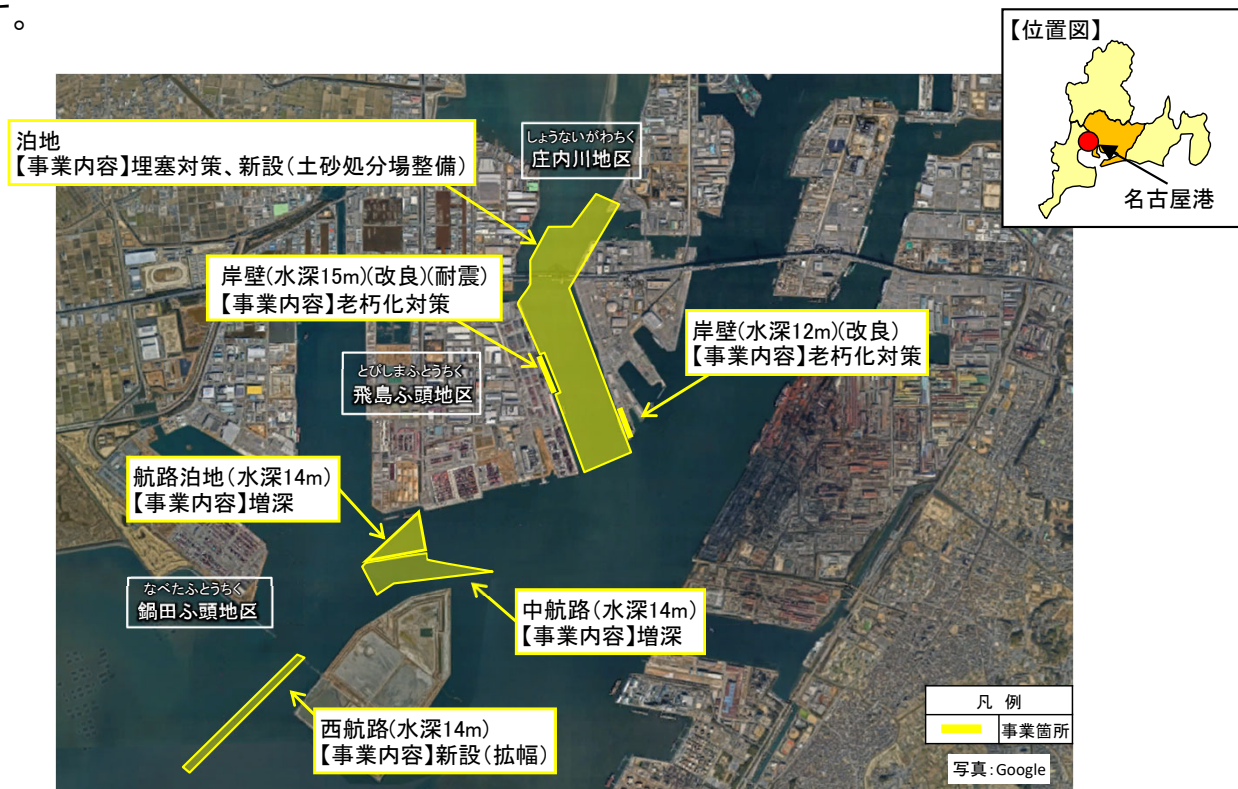 す。
【位置図】
名古屋港
泊地
【事業内容】埋塞対策、新設(土砂処分場整備)
しょうないがわちく
庄内川地区
岸壁(水深15m)(改良)(耐震)
【事業内容】老朽化対策
岸壁(水深12m)(改良)
【事業内容】老朽化対策
とびしまふとうちく
飛島ふ頭地区
航路泊地(水深14m)
【事業内容】増深
なべたふとうちく
鍋田ふ頭地区
中航路(水深14m)
【事業内容】増深
西航路(水深14m)
【事業内容】新設(拡幅)
凡 例
事業箇所
写真:Google